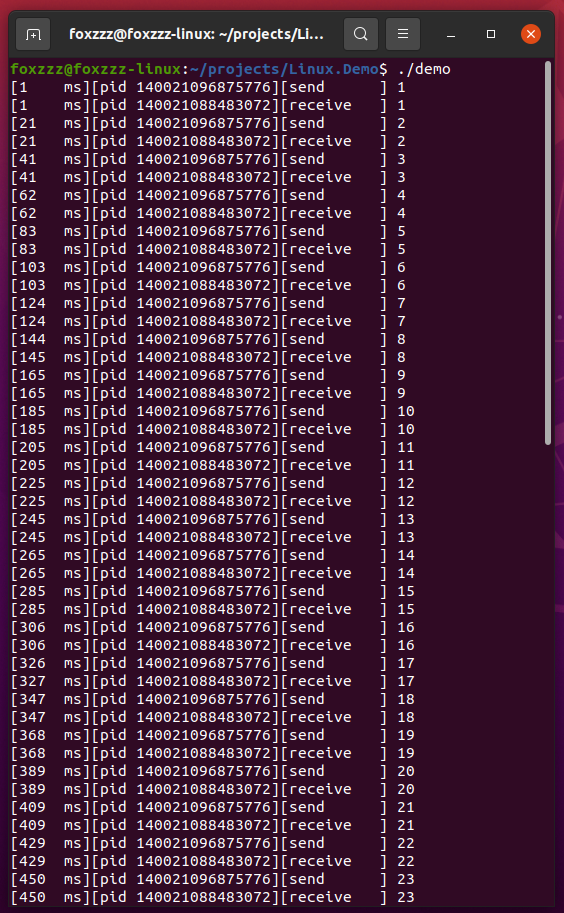 foxzzz@foxzzz-linux: ~/projects/Li...
foxzzz@foxzzz-linux:~/projects/Linux.Demo$ ./demo
[1    ms][pid 140021096875776][send      ] 1
[1    ms][pid 140021088483072][receive   ] 1
[21   ms][pid 140021096875776][send      ] 2
[21   ms][pid 140021088483072][receive   ] 2
[41   ms][pid 140021096875776][send      ] 3
[41   ms][pid 140021088483072][receive   ] 3
[62   ms][pid 140021096875776][send      ] 4
[62   ms][pid 140021088483072][receive   ] 4
[83   ms][pid 140021096875776][send      ] 5
[83   ms][pid 140021088483072][receive   ] 5
[103  ms][pid 140021096875776][send      ] 6
[103  ms][pid 140021088483072][receive   ] 6
[124  ms][pid 140021096875776][send      ] 7
[124  ms][pid 140021088483072][receive   ] 7
[144  ms][pid 140021096875776][send      ] 8
[145  ms][pid 140021088483072][receive   ] 8
[165  ms][pid 140021096875776][send      ] 9
[165  ms][pid 140021088483072][receive   ] 9
[185  ms][pid 140021096875776][send      ] 10
[185  ms][pid 140021088483072][receive   ] 10
[205  ms][pid 140021096875776][send      ] 11
[205  ms][pid 140021088483072][receive   ] 11
[225  ms][pid 140021096875776][send      ] 12
[225  ms][pid 140021088483072][receive   ] 12
[245  ms][pid 140021096875776][send      ] 13
[245  ms][pid 140021088483072][receive   ] 13
[265  ms][pid 140021096875776][send      ] 14
[265  ms][pid 140021088483072][receive   ] 14
[285  ms][pid 140021096875776][send      ] 15
[285  ms][pid 140021088483072][receive   ] 15
[306  ms][pid 140021096875776][send      ] 16
[306  ms][pid 140021088483072][receive   ] 16
[326  ms][pid 140021096875776][send      ] 17
[327  ms][pid 140021088483072][receive   ] 17
[347  ms][pid 140021096875776][send      ] 18
[347  ms][pid 140021088483072][receive   ] 18
[368  ms][pid 140021096875776][send      ] 19
[368  ms][pid 140021088483072][receive   ] 19
[389  ms][pid 140021096875776][send      ] 20
[389  ms][pid 140021088483072][receive   ] 20
[409  ms][pid 140021096875776][send      ] 21
[409  ms][pid 140021088483072][receive   ] 21
[429  ms][pid 140021096875776][send      ] 22
[429  ms][pid 140021088483072][receive   ] 22
[450  ms][pid 140021096875776][send      ] 23
[450  ms][pid 140021088483072][receive   ] 23